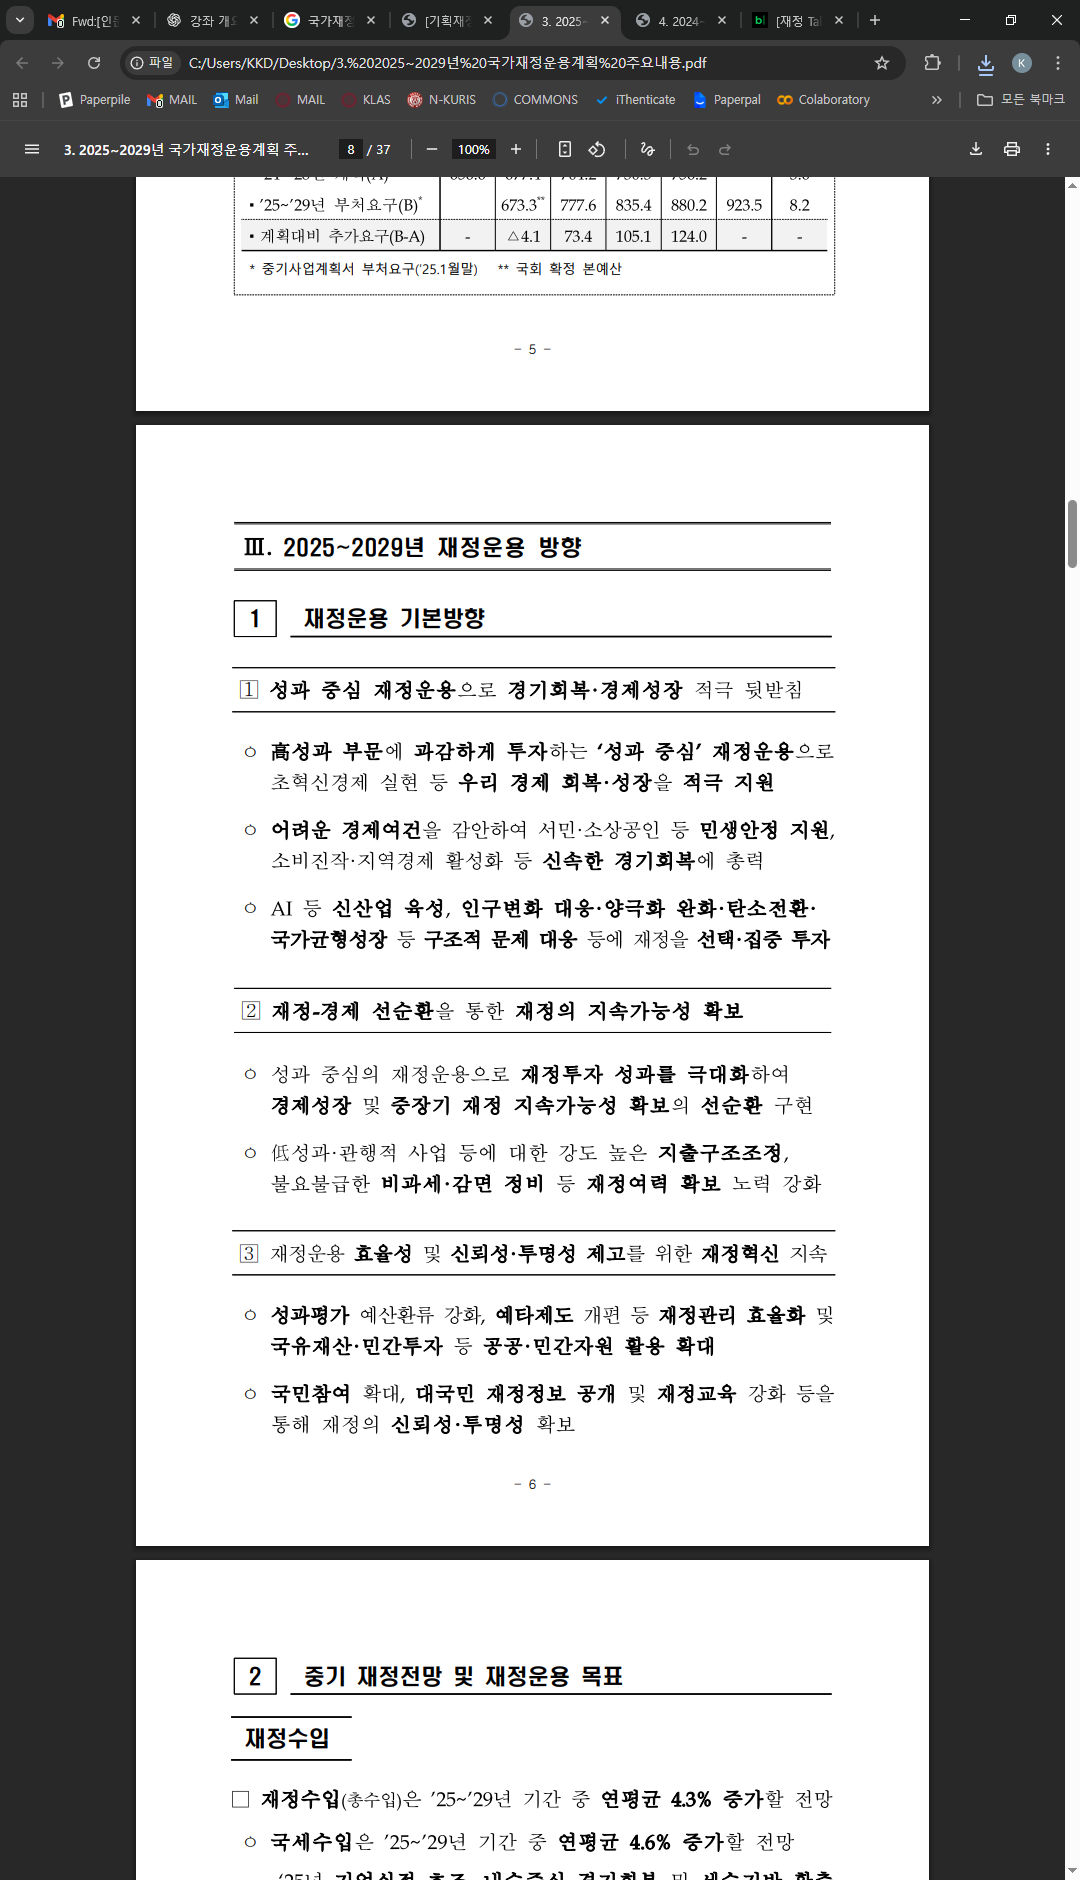 Fwd:[인문
강좌 개요
국가재정
[기획재정
3. 2025~
4. 2024~
[재정 Tal
파일 C:/Users/KKD/Desktop/3.%202025~2029년%20국가재정운용계획%20주요내용.pdf
K
Paperpile MAIL Mail MAIL KLAS N-KURIS COMMONS iThenticate Paperpal Colaboratory » 모든 북마크
3. 2025~2029년 국가재정운용계획 주... 8 / 37 100%
▪ ’25~’29년 부처요구(B)* 673.3** 777.6 835.4 880.2 923.5 8.2
▪ 계획대비 추가요구(B-A) - △4.1 73.4 105.1 124.0 - -
* 중기사업계획서 부처요구(’25.1월말) ** 국회 확정 본예산
- 5 -
Ⅲ. 2025~2029년 재정운용 방향
1 재정운용 기본방향
1 성과 중심 재정운용으로 경기회복·경제성장 적극 뒷받침
ㅇ 高성과 부문에 과감하게 투자하는 ‘성과 중심’ 재정운용으로
초혁신경제 실현 등 우리 경제 회복·성장을 적극 지원
ㅇ 어려운 경제여건을 감안하여 서민·소상공인 등 민생안정 지원,
소비진작·지역경제 활성화 등 신속한 경기회복에 총력
ㅇ AI 등 신산업 육성, 인구변화 대응·양극화 완화·탄소전환·
국가균형성장 등 구조적 문제 대응 등에 재정을 선택·집중 투자
2 재정-경제 선순환을 통한 재정의 지속가능성 확보
ㅇ 성과 중심의 재정운용으로 재정투자 성과를 극대화하여
경제성장 및 중장기 재정 지속가능성 확보의 선순환 구현
ㅇ 低성과·관행적 사업 등에 대한 강도 높은 지출구조조정,
불요불급한 비과세·감면 정비 등 재정여력 확보 노력 강화
3 재정운용 효율성 및 신뢰성·투명성 제고를 위한 재정혁신 지속
ㅇ 성과평가 예산환류 강화, 예타제도 개편 등 재정관리 효율화 및
국유재산·민간투자 등 공공·민간자원 활용 확대
ㅇ 국민참여 확대, 대국민 재정정보 공개 및 재정교육 강화 등을
통해 재정의 신뢰성·투명성 확보
- 6 -
2 중기 재정전망 및 재정운용 목표
재정수입
□ 재정수입(총수입)은 ’25~’29년 기간 중 연평균 4.3% 증가할 전망
ㅇ 국세수입은 ’25~’29년 기간 중 연평균 4.6% 증가할 전망